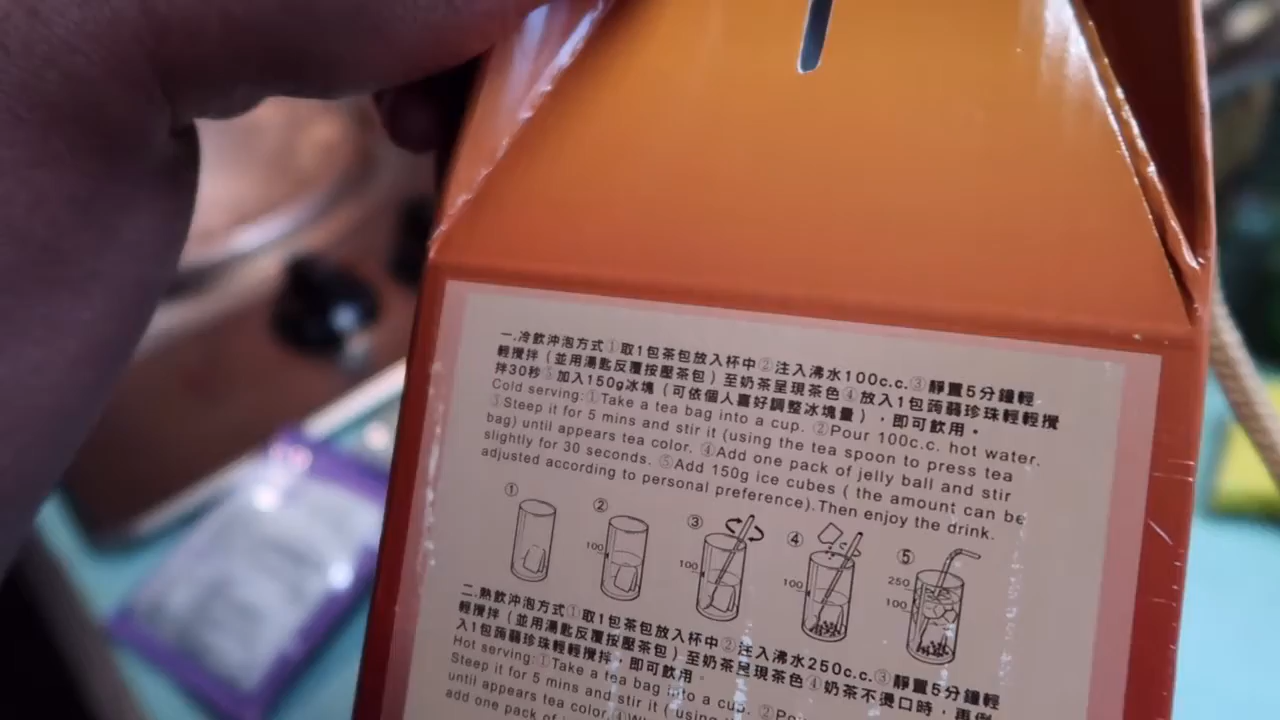 一.冷飲沖泡方式①取1包茶包放入杯中②注入沸水100c.c.③靜置5分鐘輕
輕攪拌（並用湯匙反覆按壓茶包）至奶茶呈現茶色④放入1包蒟蒻珍珠輕輕攪
拌30秒⑤加入150g冰塊（可依個人喜好調整冰塊量），即可飲用。
Cold serving:①Take a tea bag into a cup. ②Pour 100c.c. hot water.
③Steep it for 5 mins and stir it (using the tea spoon to press tea
bag) until appears tea color. ④Add one pack of jelly ball and stir
slightly for 30 seconds. ⑤Add 150g ice cubes ( the amount can be
adjusted according to personal preference).Then enjoy the drink.
① ② ③ ④ ⑤
100 100 100 250 100
二.熱飲沖泡方式①取1包茶包放入杯中②注入沸水250c.c.③靜置5分鐘輕
輕攪拌（並用湯匙反覆按壓茶包）至奶茶呈現茶色④奶茶不燙口時，再倒
入1包蒟蒻珍珠輕輕攪拌，即可飲用。
Hot serving:①Take a tea bag into a cup. ②
Steep it for 5 mins and stir it ( using
until appears tea color.④
add one pack of